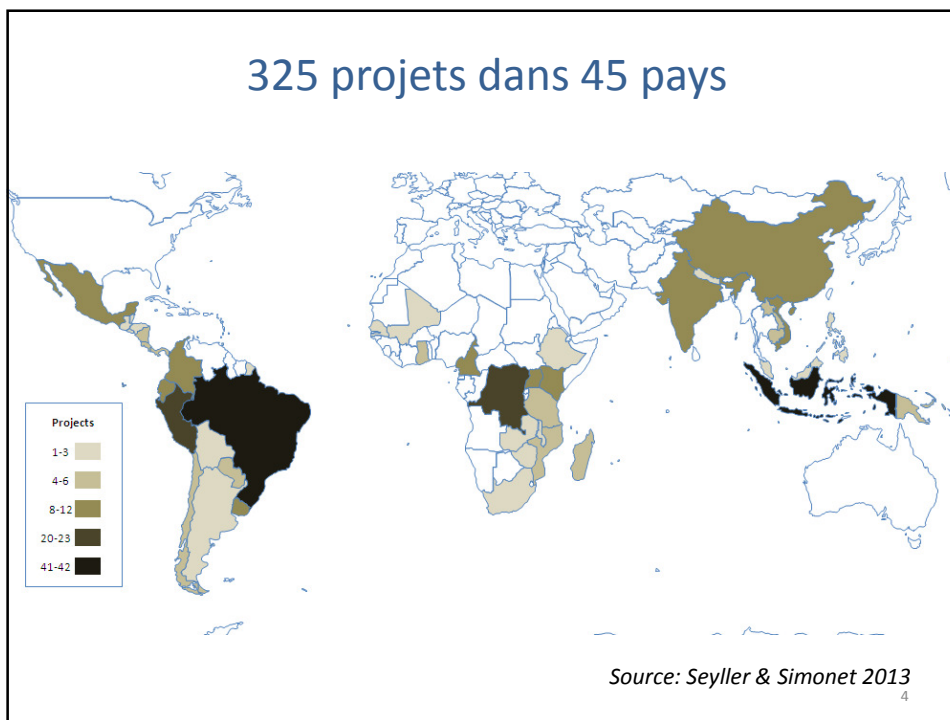 325 projets dans 45 pays
Projects
1-3
4-6
8-12
20-23
41-42
Source: Seyller & Simonet 2013
4